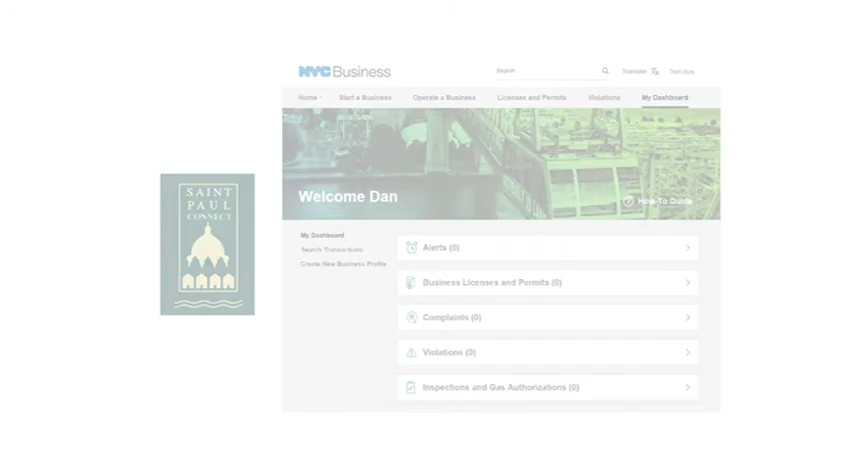 NYC Business
Search
Translate
Text-Size
Home
Start a Business
Operate a Business
Licenses and Permits
Violations
My Dashboard
SAINT
PAUL
CONNECT
Welcome Dan
How-To Guide
My Dashboard
Search Transactions
Create New Business Profile
Alerts (0)
Business Licenses and Permits (0)
Complaints (0)
Violations (0)
Inspections and Gas Authorizations (0)